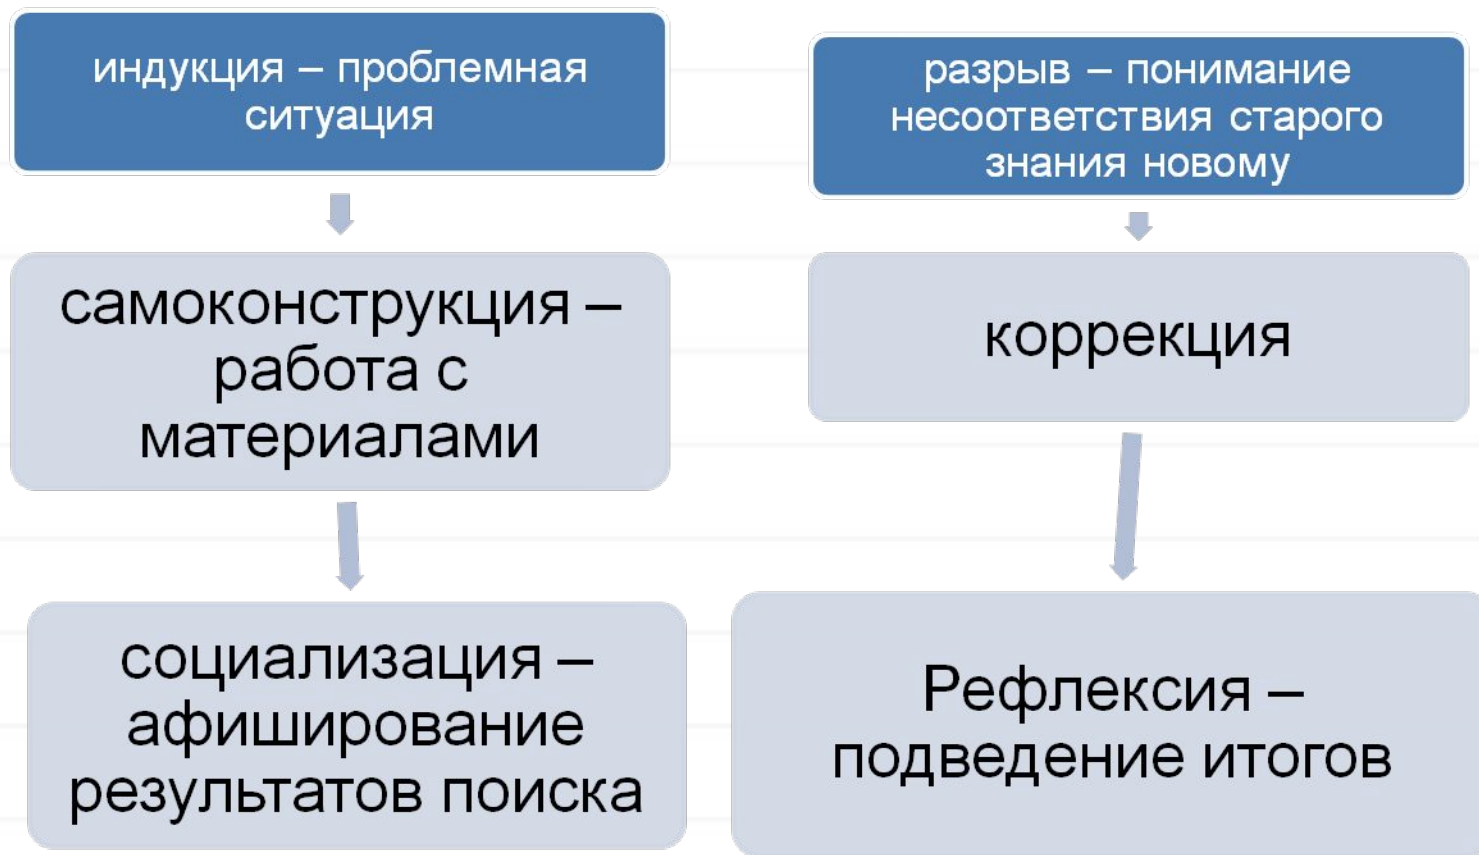 индукция – проблемная
ситуация
самоконструкция –
работа с
материалами
социализация –
афиширование
результатов поиска
разрыв – понимание
несоответствия старого
знания новому
коррекция
Рефлексия –
подведение итогов